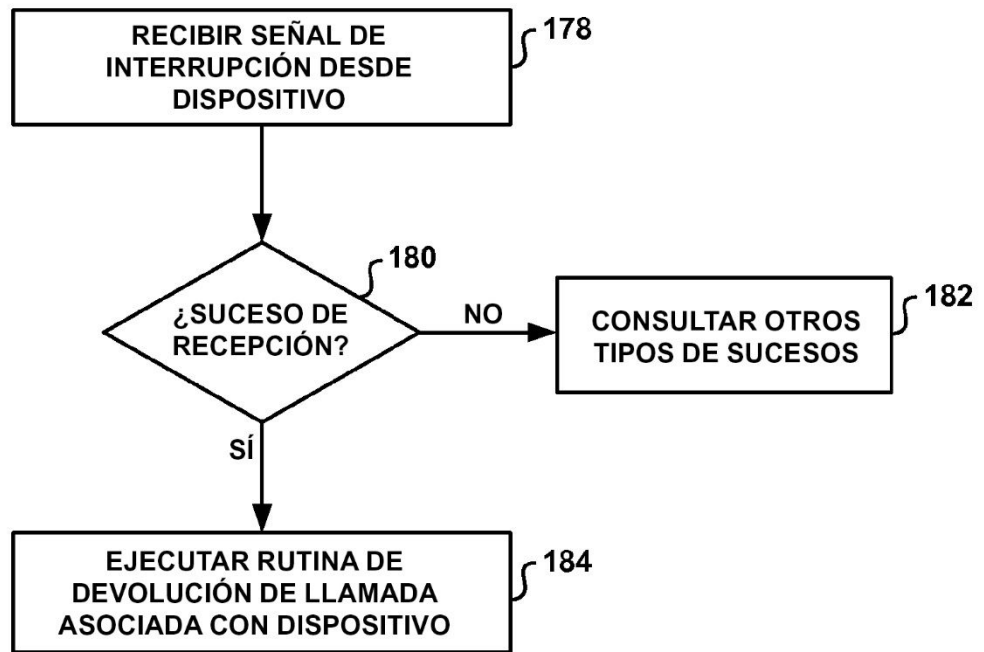 RECIBIR SEÑAL DE
INTERRUPCIÓN DESDE
DISPOSITIVO
178
¿SUCESO DE
RECEPCIÓN?
180
NO
CONSULTAR OTROS
TIPOS DE SUCESOS
182
SÍ
EJECUTAR RUTINA DE
DEVOLUCIÓN DE LLAMADA
ASOCIADA CON DISPOSITIVO
184